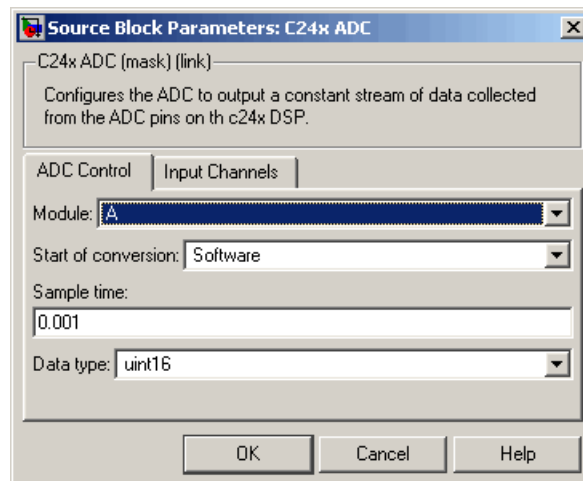 Source Block Parameters: C24x ADC
C24x ADC (mask) (link)
Configures the ADC to output a constant stream of data collected
from the ADC pins on th c24x DSP.
ADC Control Input Channels
Module: A
Start of conversion: Software
Sample time:
0.001
Data type: uint16
OK Cancel Help